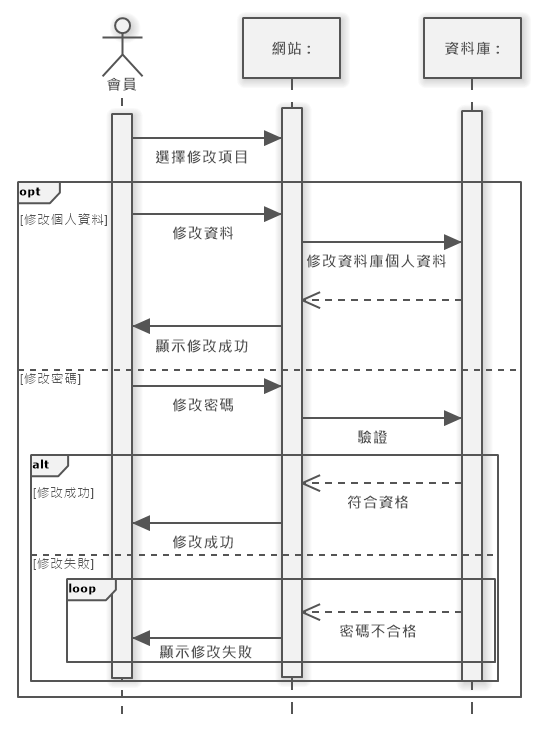 會員
網站：
資料庫：
選擇修改項目
opt
[修改個人資料]
修改資料
修改資料庫個人資料
顯示修改成功
[修改密碼]
修改密碼
驗證
alt
[修改成功]
符合資格
修改成功
[修改失敗]
loop
密碼不合格
顯示修改失敗